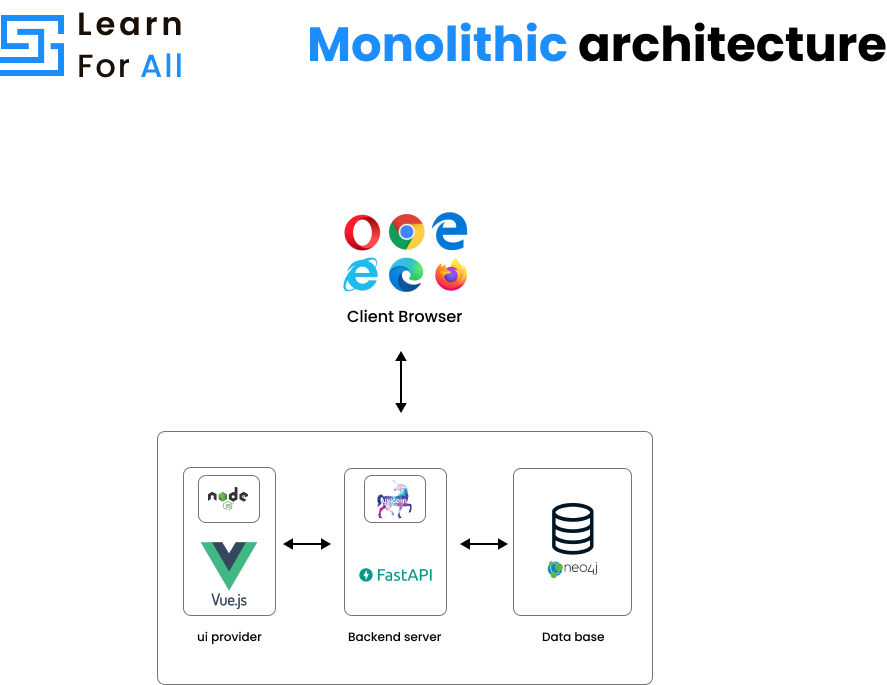 Learn
For All
Monolithic architecture
Client Browser
node
JS
unicorn
Vue.js
FastAPI
neo4j
ui provider
Backend server
Data base